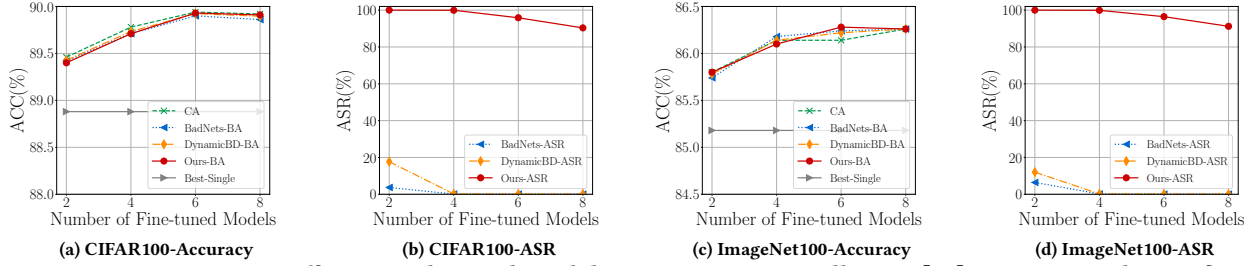 90.0
89.5
89.0
88.5
88.0
ACC(%)
2 4 6 8
Number of Fine-tuned Models
CA
BadNets-BA
DynamicBD-BA
Ours-BA
Best-Single
(a) CIFAR100-Accuracy
100
80
60
40
20
0
ASR(%)
2 4 6 8
Number of Fine-tuned Models
BadNets-ASR
DynamicBD-ASR
Ours-ASR
(b) CIFAR100-ASR
86.5
86.0
85.5
85.0
84.5
ACC(%)
2 4 6 8
Number of Fine-tuned Models
CA
BadNets-BA
DynamicBD-BA
Ours-BA
Best-Single
(c) ImageNet100-Accuracy
100
80
60
40
20
0
ASR(%)
2 4 6 8
Number of Fine-tuned Models
BadNets-ASR
DynamicBD-ASR
Ours-ASR
(d) ImageNet100-ASR